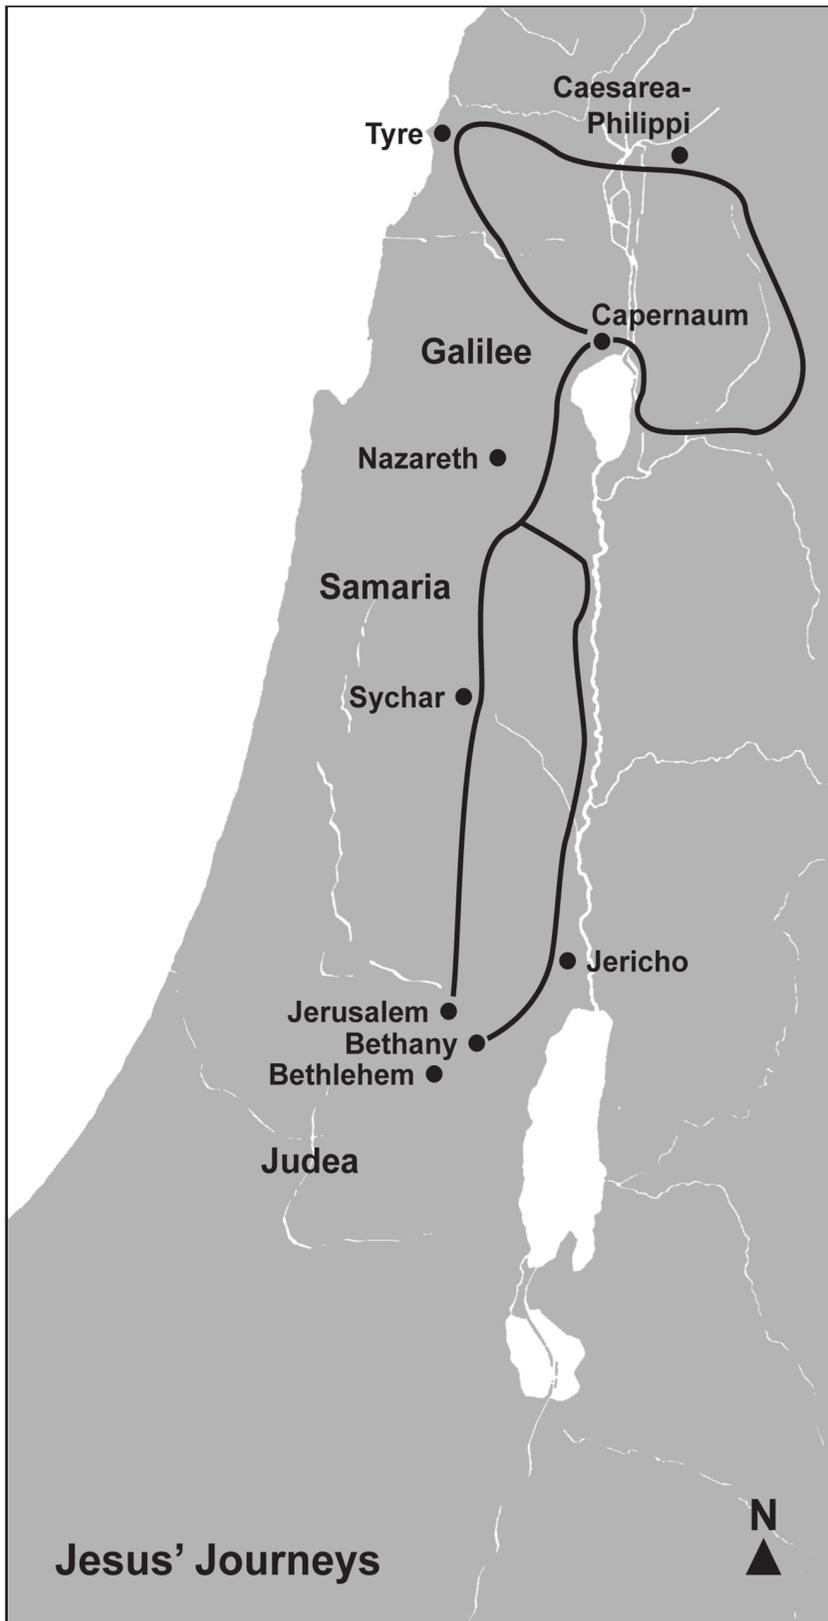 Caesarea-
Philippi
Tyre
Capernaum
Galilee
Nazareth
Samaria
Sychar
Jericho
Jerusalem
Bethany
Bethlehem
Judea
N
Jesus’ Journeys